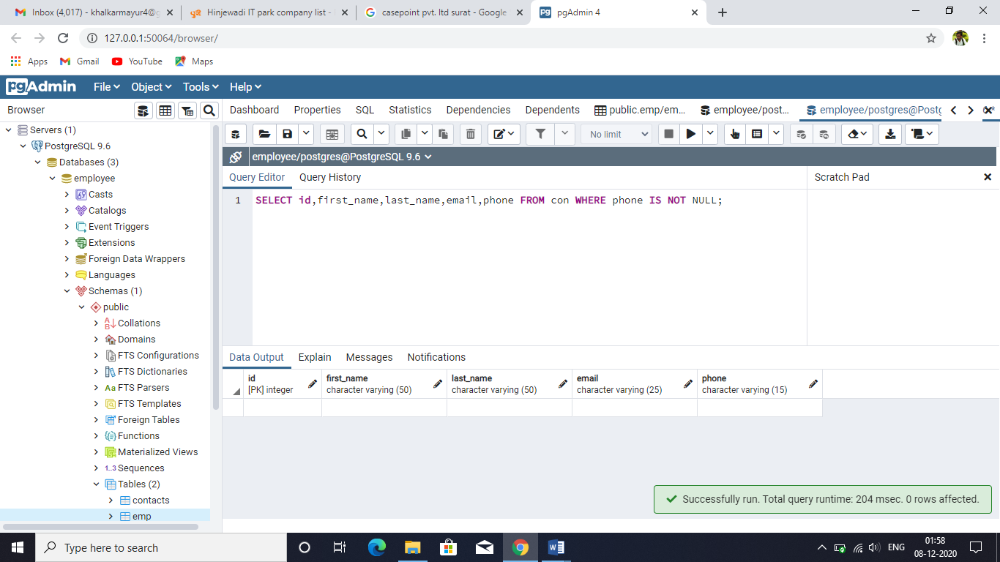 Inbox (4,017) - khalkarmayur4@g
Hinjewadi IT park company list -
casepoint pvt. ltd surat - Google
pgAdmin 4
127.0.0.1:50064/browser/
Apps Gmail YouTube Maps
pgAdmin File Object Tools Help
Browser
Dashboard Properties SQL Statistics Dependencies Dependents public.emp/em... employee/post... employee/postgres@Postg
No limit
employee/postgres@PostgreSQL 9.6
Query Editor Query History
Scratch Pad
1 SELECT id,first_name,last_name,email,phone FROM con WHERE phone IS NOT NULL;
Servers (1)
PostgreSQL 9.6
Databases (3)
employee
Casts
Catalogs
Event Triggers
Extensions
Foreign Data Wrappers
Languages
Schemas (1)
public
Collations
Domains
FTS Configurations
FTS Dictionaries
FTS Parsers
FTS Templates
Foreign Tables
Functions
Materialized Views
1..3 Sequences
Tables (2)
contacts
emp
Data Output Explain Messages Notifications
id
[PK] integer
first_name
character varying (50)
last_name
character varying (50)
email
character varying (25)
phone
character varying (15)
Successfully run. Total query runtime: 204 msec. 0 rows affected.
Type here to search
ENG
01:58
08-12-2020